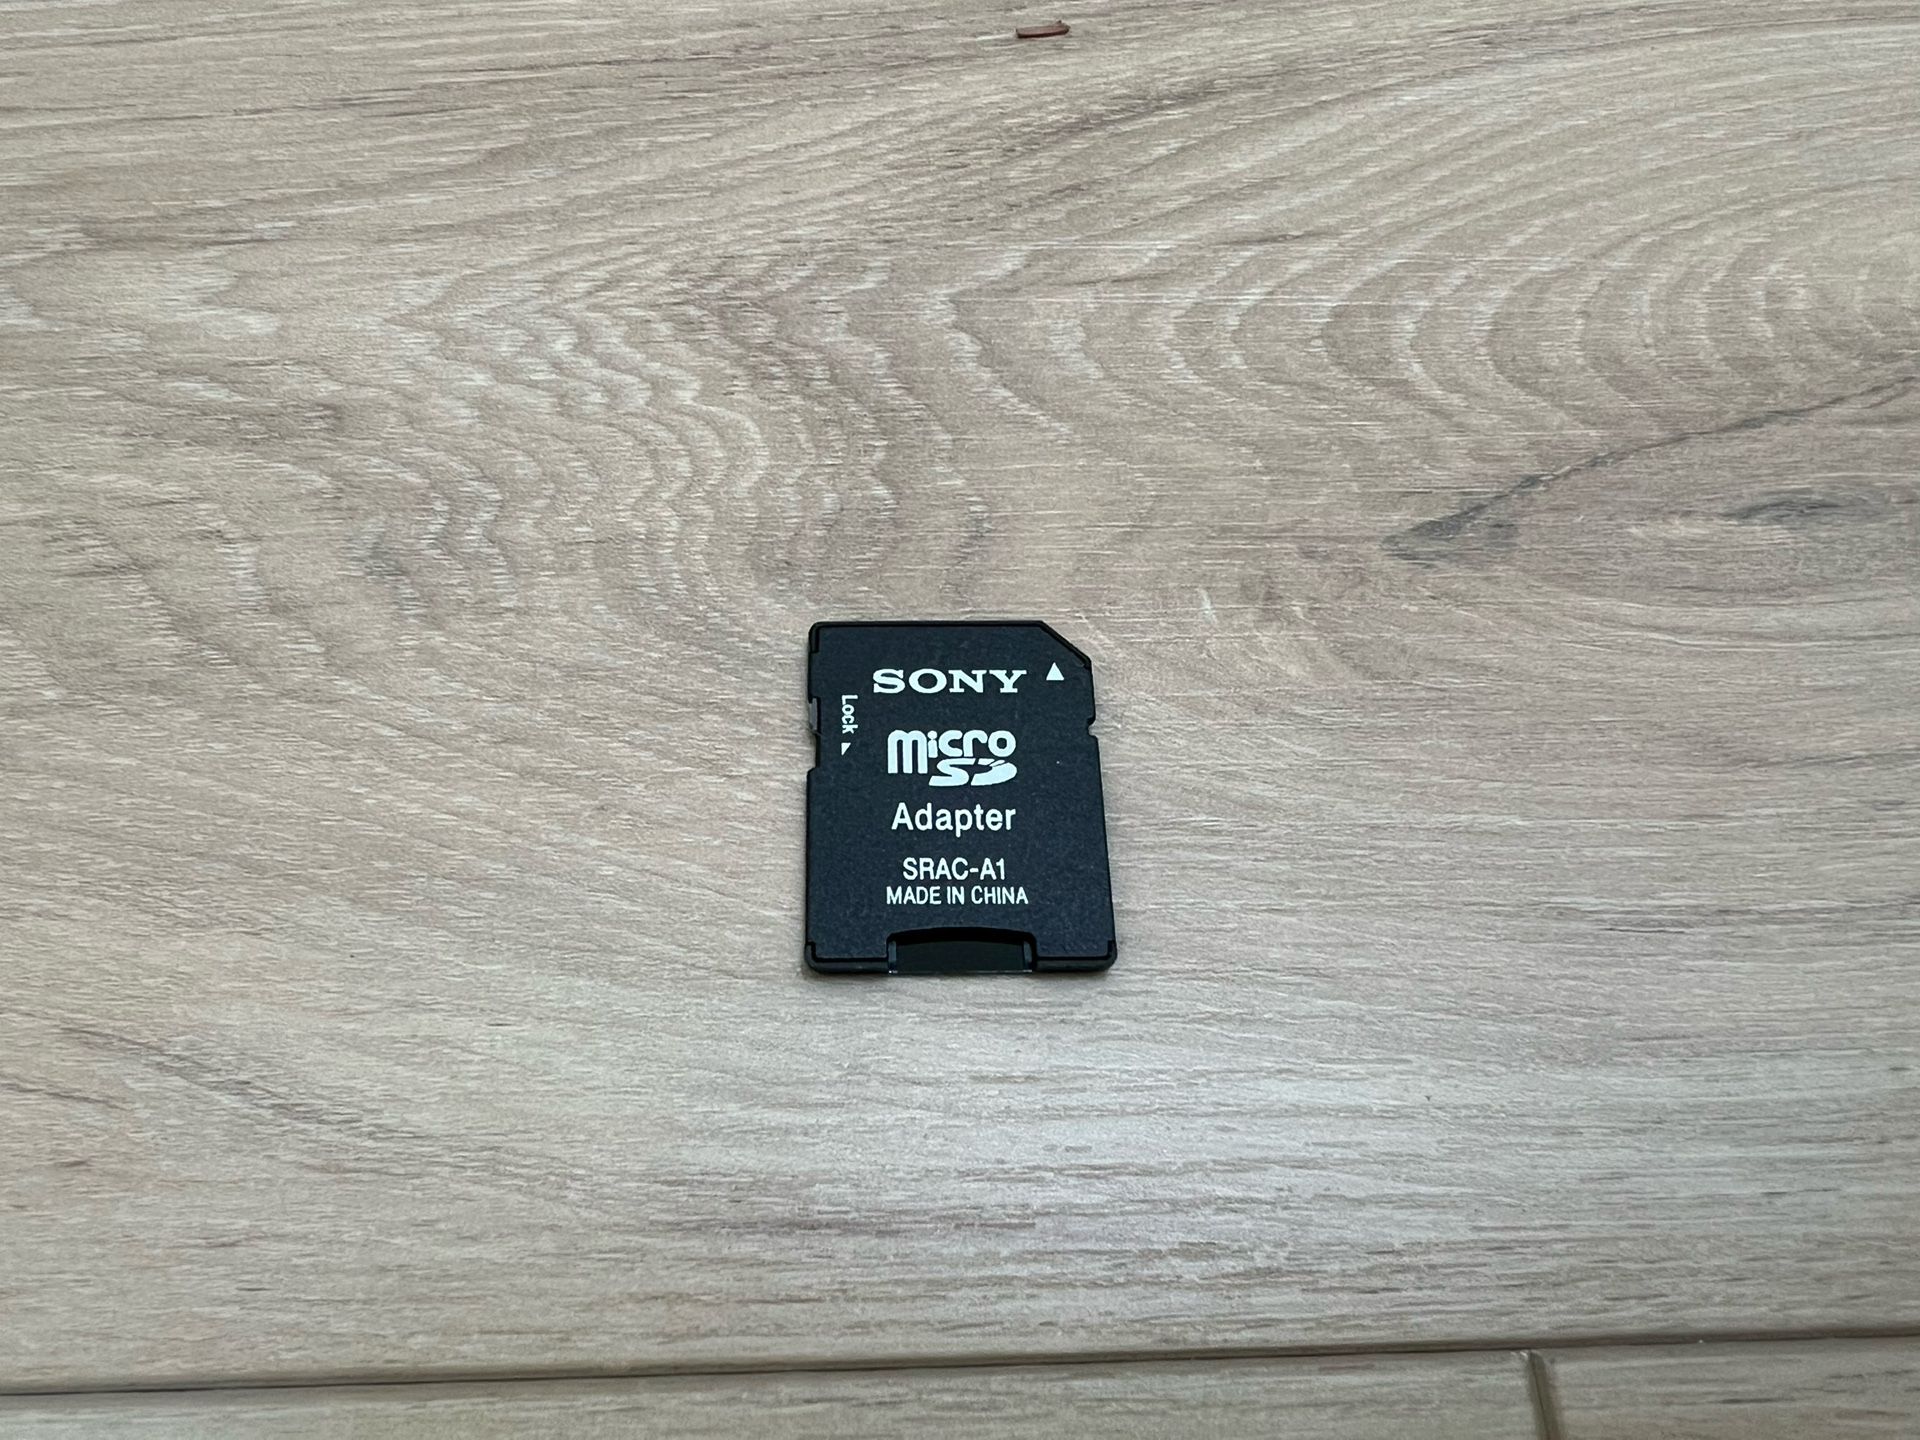 SONY
Lock
micro
SD
Adapter
SRAC-A1
MADE IN CHINA